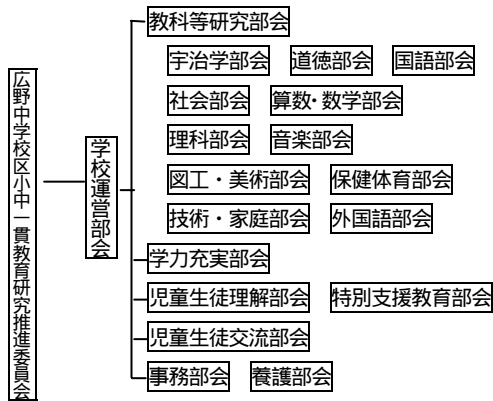 広野中学校区小中一貫教育研究推進委員会
学校運営部会
教科等研究部会
宇治学部会 道徳部会 国語部会
社会部会 算数・数学部会
理科部会 音楽部会
図工・美術部会 保健体育部会
技術・家庭部会 外国語部会
学力充実部会
児童生徒理解部会 特別支援教育部会
児童生徒交流部会
事務部会 養護部会